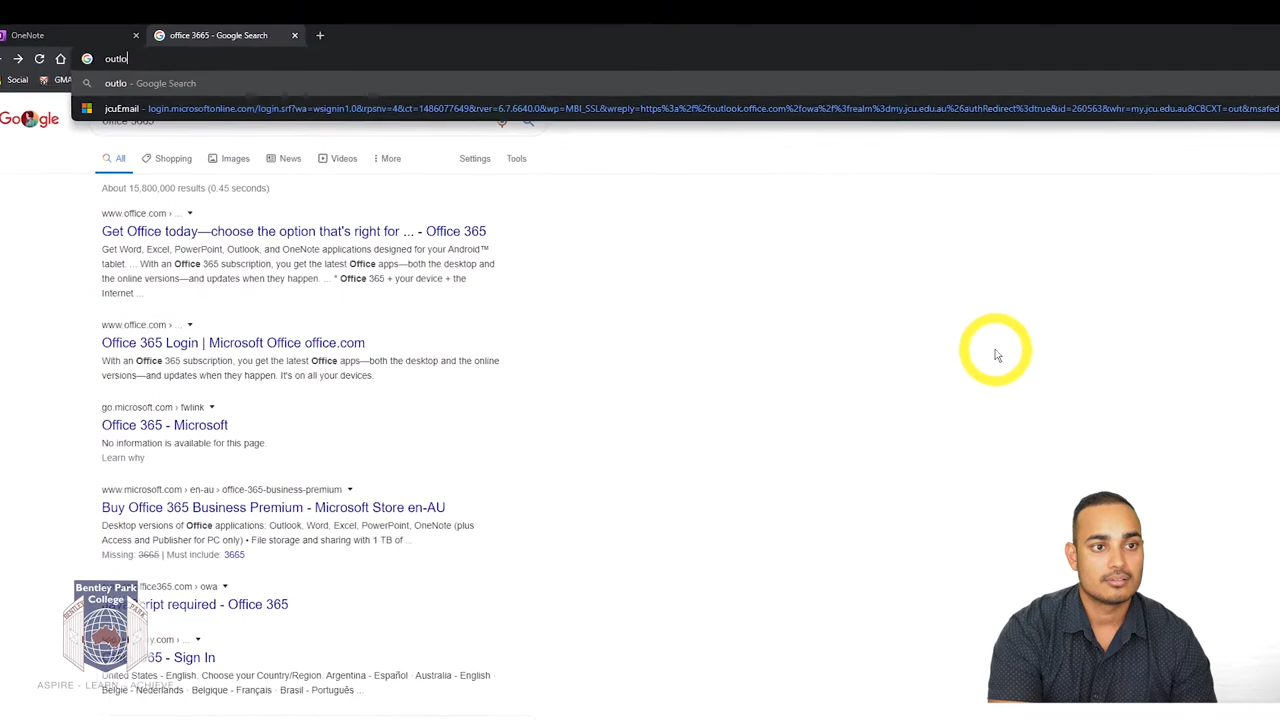 OneNote
office 3665 - Google Search
outlo
Social
GMA
outlo - Google Search
jcuEmail - login.microsoftonline.com/login.srf?wa=wsignin1.0&rpsnv=4&ct=1486077649&rver=6.7.6640.0&wp=MBI_SSL&wreply=https%3a%2f%2foutlook.office.com%2fowa%2f%3frealm%3dmy.jcu.edu.au%26authRedirect%3dtrue&id=260563&whr=my.jcu.edu.au&CBCXT=out&msafed
Google
office 3665
All
Shopping
Images
News
Videos
More
Settings
Tools
About 15,800,000 results (0.45 seconds)
www.office.com › ...
Get Office today—choose the option that's right for ... - Office 365
Get Word, Excel, PowerPoint, Outlook, and OneNote applications designed for your Android™
tablet. ... With an Office 365 subscription, you get the latest Office apps—both the desktop and
the online versions—and updates when they happen. ... * Office 365 + your device + the
Internet ...
www.office.com › ...
Office 365 Login | Microsoft Office office.com
With an Office 365 subscription, you get the latest Office apps—both the desktop and the online
versions—and updates when they happen. It's on all your devices.
go.microsoft.com › fwlink
Office 365 - Microsoft
No information is available for this page.
Learn why
www.microsoft.com › en-au › office-365-business-premium
Buy Office 365 Business Premium - Microsoft Store en-AU
Desktop versions of Office applications: Outlook, Word, Excel, PowerPoint, OneNote (plus
Access and Publisher for PC only) • File storage and sharing with 1 TB of ...
Missing: 3665 | Must include: 3665
ffice365.com › owa
script required - Office 365
.com › ...
365 - Sign In
United States - English. Choose your Country/Region. Argentina - Español · Australia - English ·
België - Nederlands · Belgique - Français · Brasil - Português ...
Bentley Park
College
BENTLEY PARK
ASPIRE - LEARN - ACHIEVE